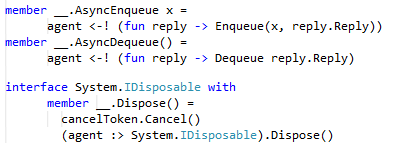 member __.AsyncEnqueue x =
agent <-! (fun reply -> Enqueue(x, reply.Reply))
member __.AsyncDequeue() =
agent <-! (fun reply -> Dequeue reply.Reply)
interface System.IDisposable with
member __.Dispose() =
cancelToken.Cancel()
(agent :> System.IDisposable).Dispose()